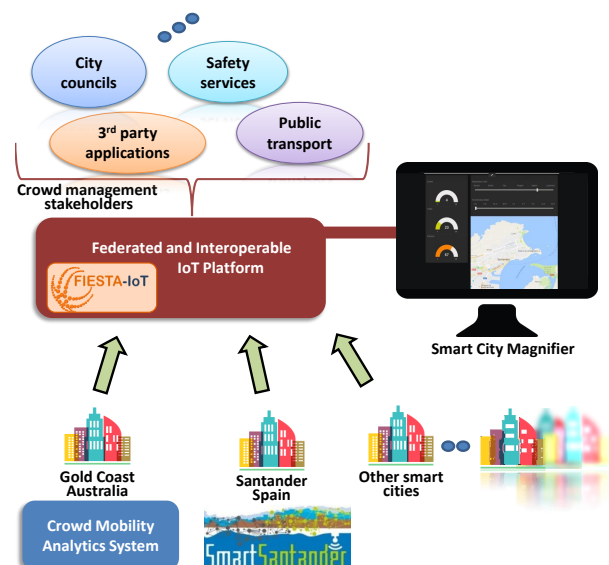 City
councils
Safety
services
3rd party
applications
Public
transport
Crowd management
stakeholders
Federated and Interoperable
IoT Platform
FIESTA-IoT
Smart City Magnifier
Gold Coast
Australia
Santander
Spain
Other smart
cities
Crowd Mobility
Analytics System
SmartSantander